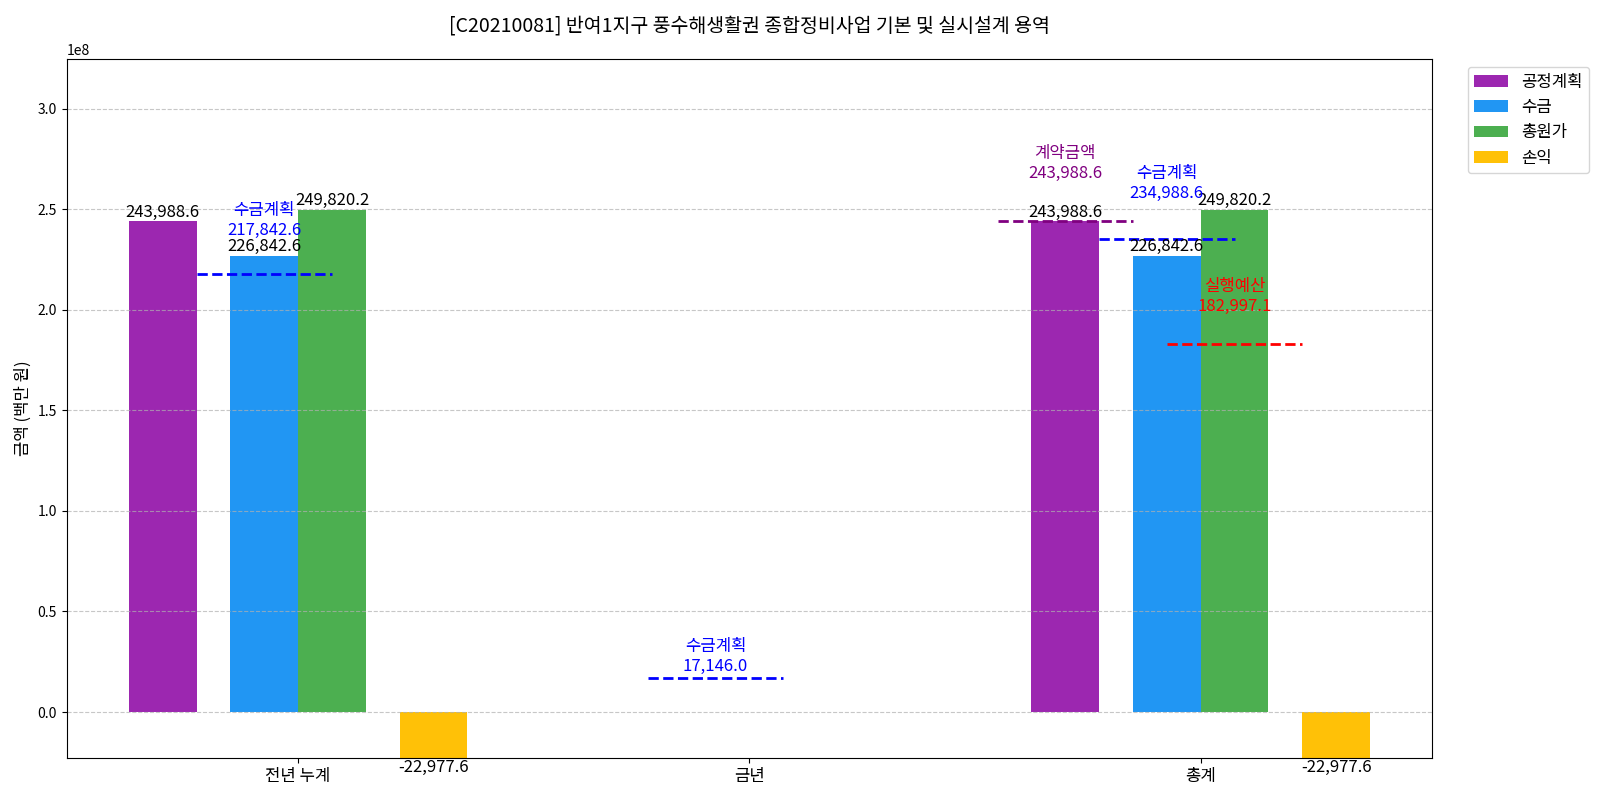 [C20210081] 반여1지구 풍수해생활권 종합정비사업 기본 및 실시설계 용역
1e8
금액 (백만 원)
3.0
2.5
2.0
1.5
1.0
0.5
0.0
243,988.6
수금계획
217,842.6
226,842.6
249,820.2
-22,977.6
수금계획
17,146.0
계약금액
243,988.6
243,988.6
수금계획
234,988.6
226,842.6
249,820.2
실행예산
182,997.1
-22,977.6
전년 누계
금년
총계
공정계획
수금
총원가
손익